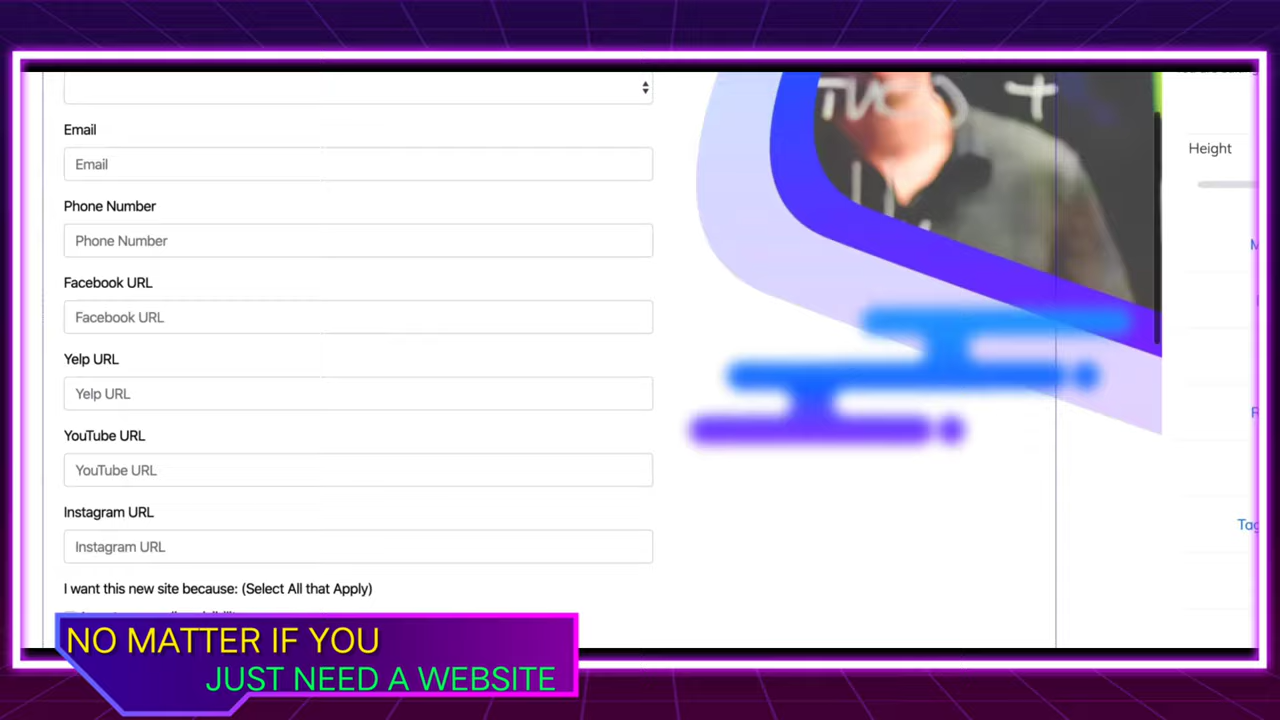 Email
Email
Phone Number
Phone Number
Facebook URL
Facebook URL
Yelp URL
Yelp URL
YouTube URL
YouTube URL
Instagram URL
Instagram URL
I want this new site because: (Select All that Apply)
Height
NO MATTER IF YOU
JUST NEED A WEBSITE